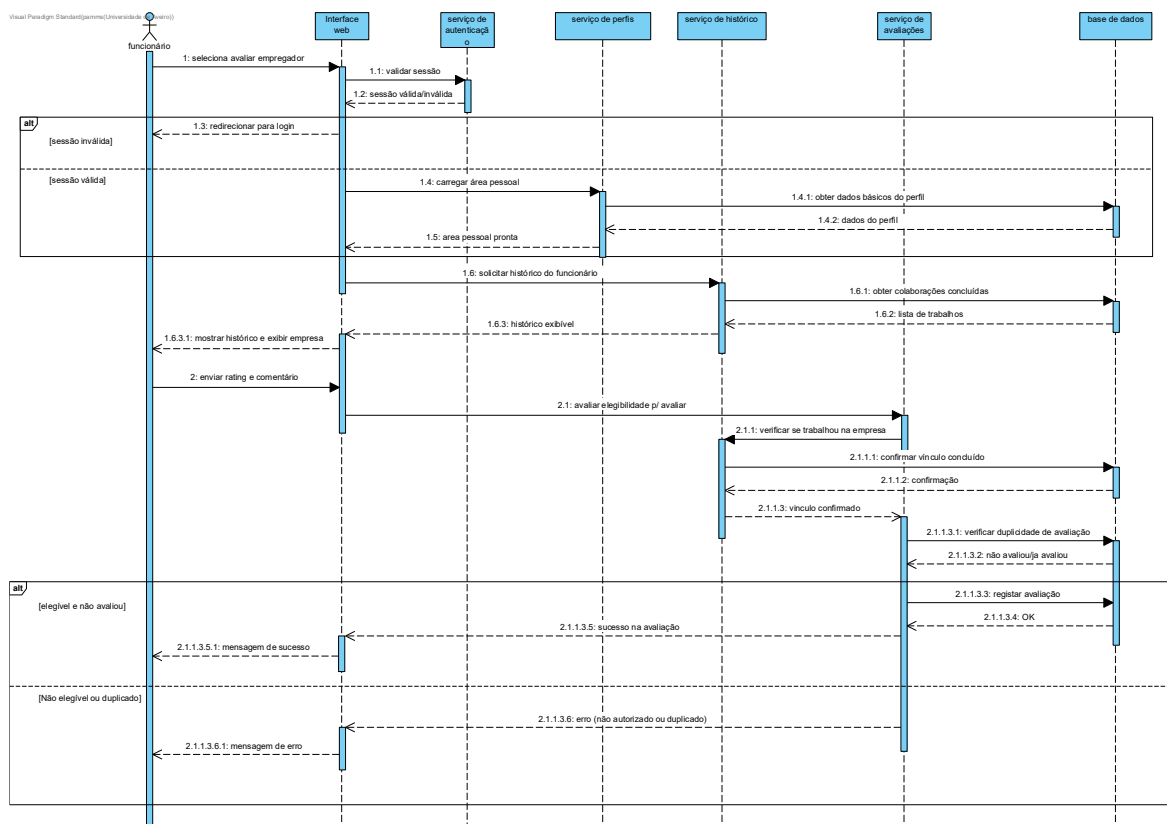 Visual Paradigm Standard(pamms(Universidade de Aveiro))
funcionário
Interface
web
serviço de
autenticaçã
o
serviço de perfis
serviço de histórico
serviço de
avaliações
base de dados
1: seleciona avaliar empregador
1.1: validar sessão
1.2: sessão válida/inválida
alt
1.3: redirecionar para login
[sessão inválida]
[sessão válida]
1.4: carregar área pessoal
1.4.1: obter dados básicos do perfil
1.4.2: dados do perfil
1.5: area pessoal pronta
1.6: solicitar histórico do funcionário
1.6.1: obter colaborações concluídas
1.6.2: lista de trabalhos
1.6.3: histórico exibível
1.6.3.1: mostrar histórico e exibir empresa
2: enviar rating e comentário
2.1: avaliar elegibilidade p/ avaliar
2.1.1: verificar se trabalhou na empresa
2.1.1.1: confirmar vínculo concluído
2.1.1.2: confirmação
2.1.1.3: vinculo confirmado
2.1.1.3.1: verificar duplicidade de avaliação
2.1.1.3.2: não avaliou/ja avaliou
alt
[elegível e não avaliou]
2.1.1.3.3: registar avaliação
2.1.1.3.4: OK
2.1.1.3.5: sucesso na avaliação
2.1.1.3.5.1: mensagem de sucesso
[Não elegível ou duplicado]
2.1.1.3.6: erro (não autorizado ou duplicado)
2.1.1.3.6.1: mensagem de erro